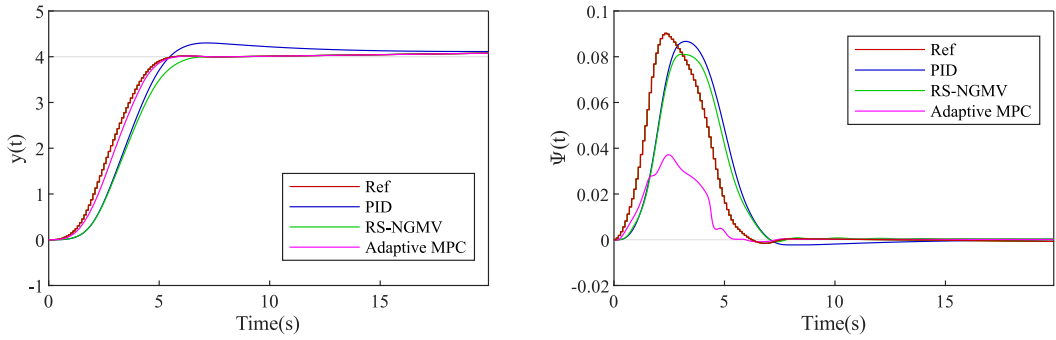 5
4
3
2
1
0
-1
y(t)
0
5
10
15
Time(s)
Ref
PID
RS-NGMV
Adaptive MPC
0.1
0.08
0.06
0.04
0.02
0
-0.02
Ψ(t)
0
5
10
15
Time(s)
Ref
PID
RS-NGMV
Adaptive MPC